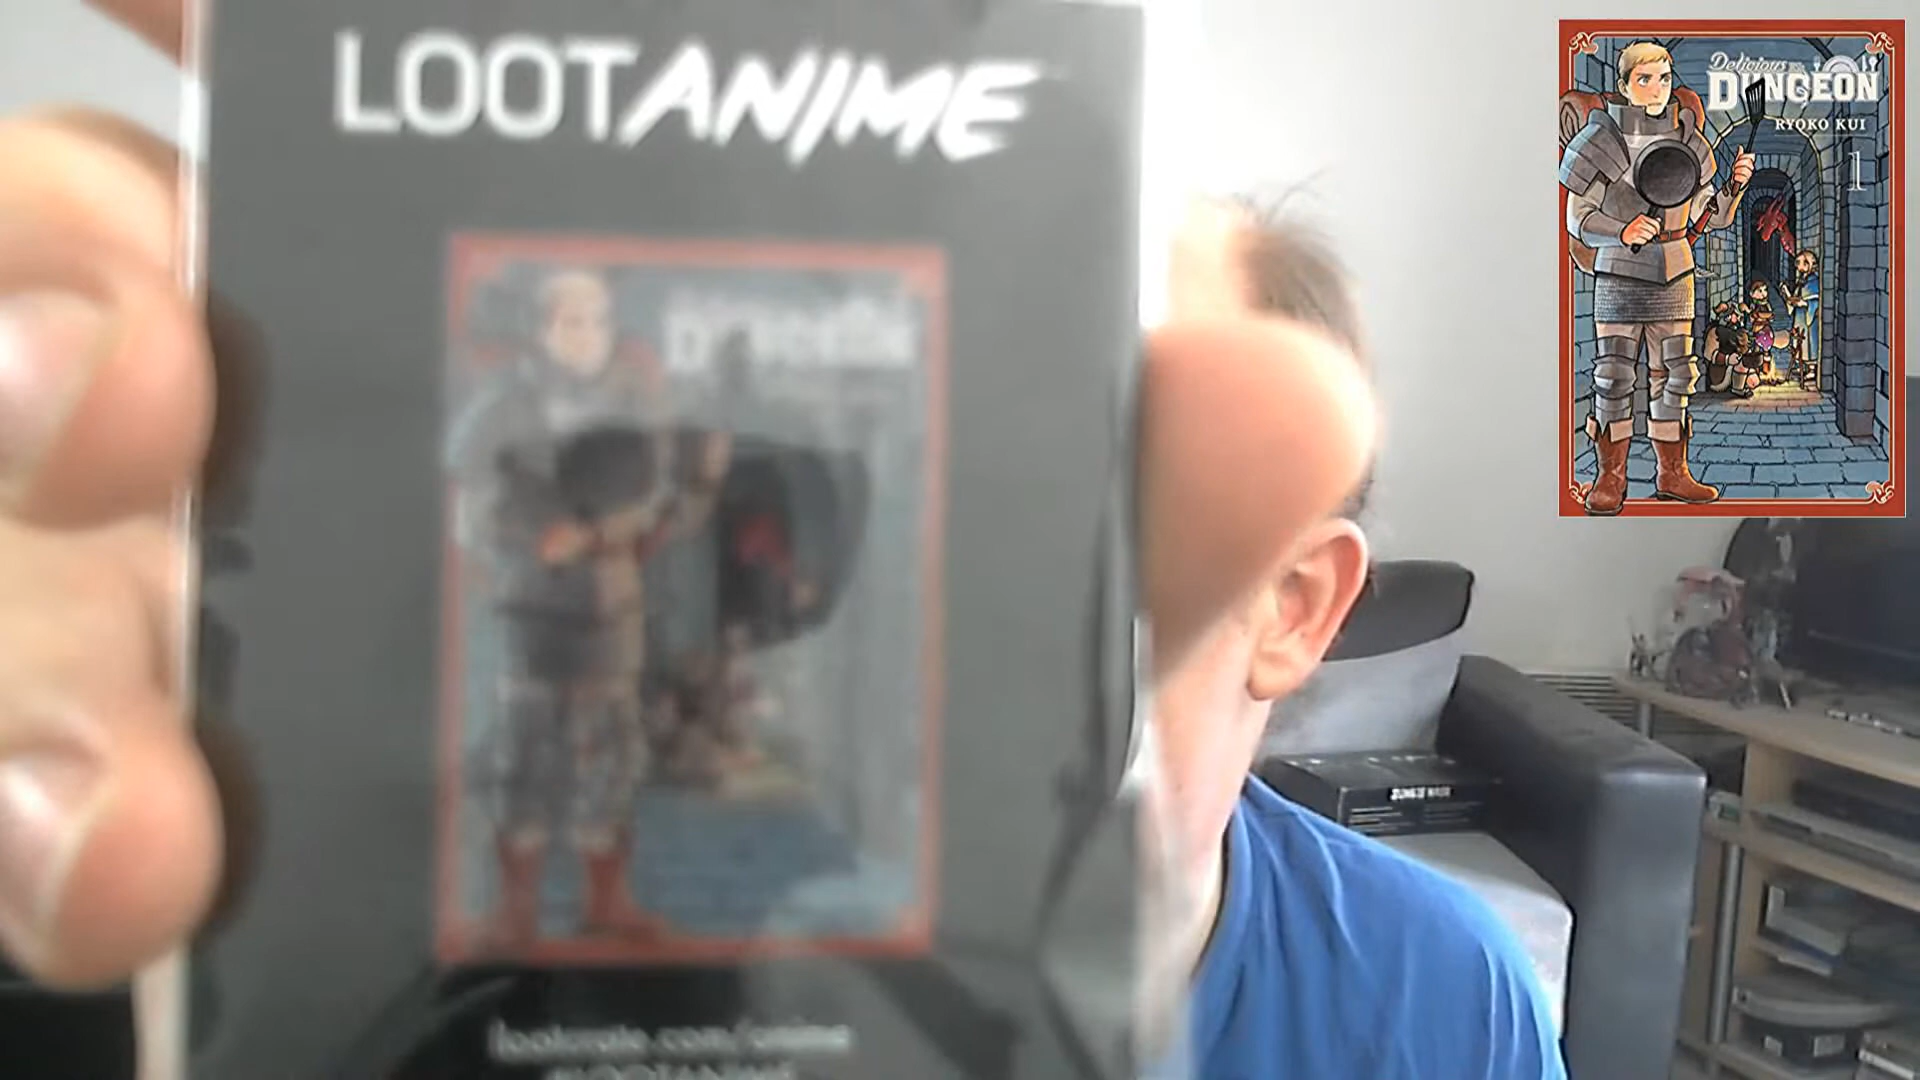 LOOTANIME
lootcrate.com/anime
Delicious in
DUNGEON
RYOKO KUI
1